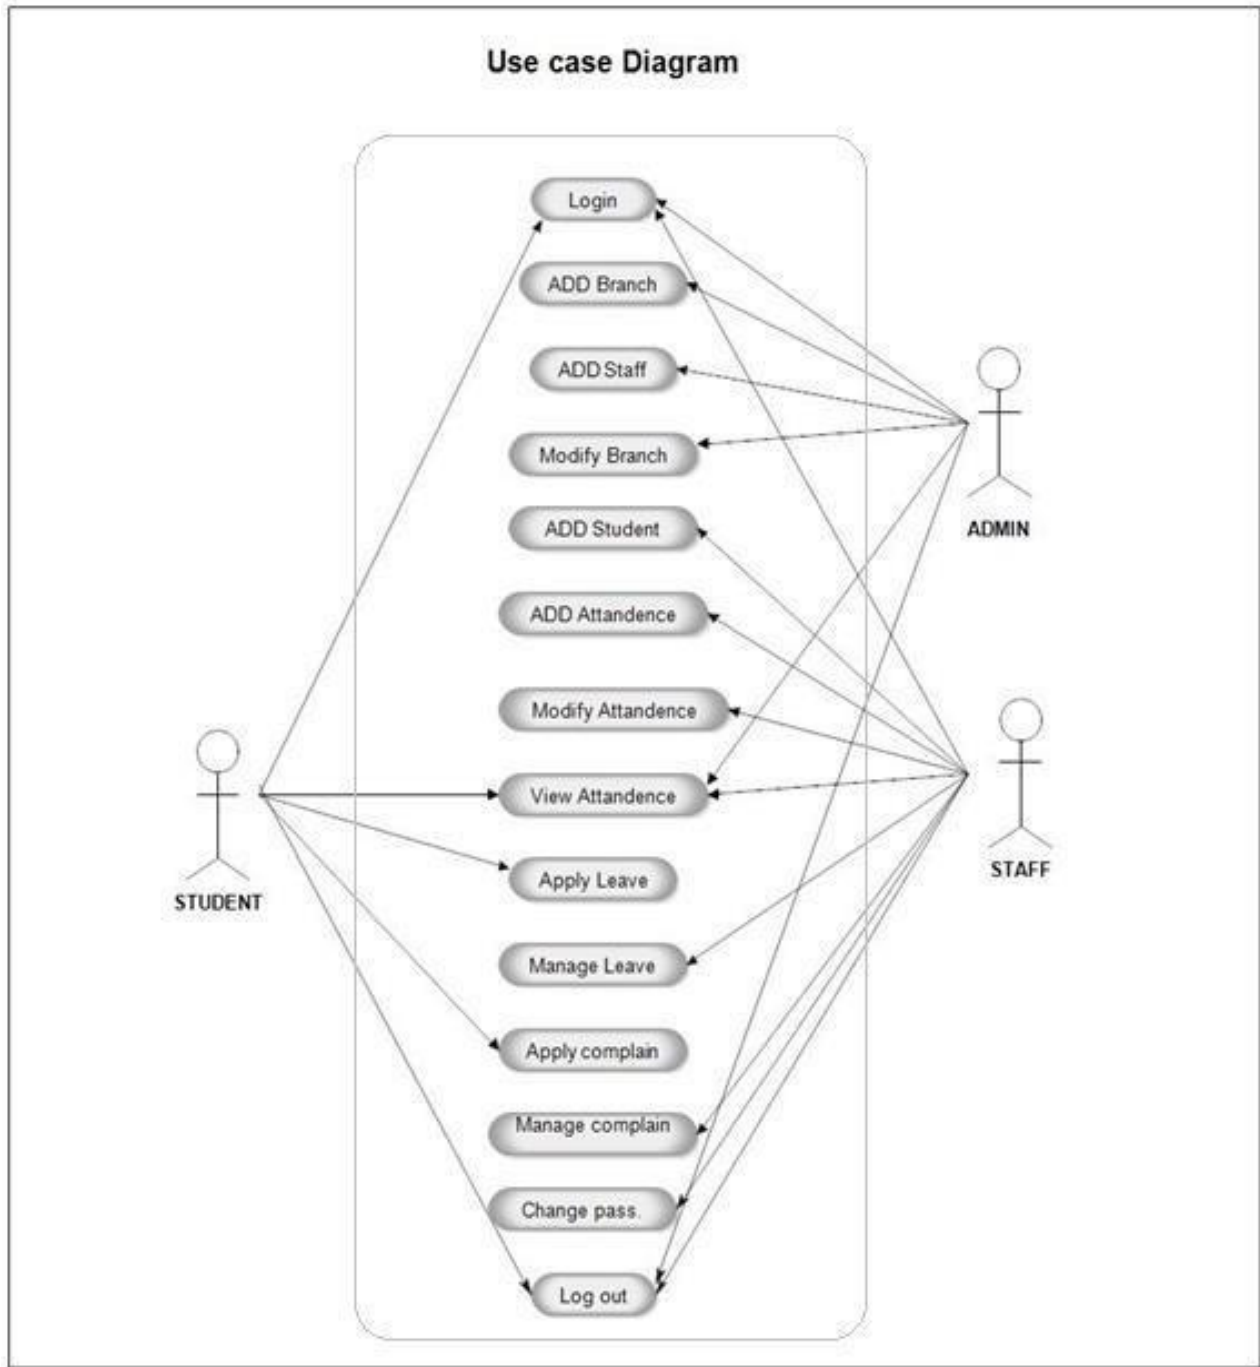 Use case Diagram
Login
ADD Branch
ADD Staff
Modify Branch
ADMIN
ADD Student
ADD Attandence
Modify Attandence
View Attandence
STAFF
Apply Leave
STUDENT
Manage Leave
Apply complain
Manage complain
Change pass.
Log out